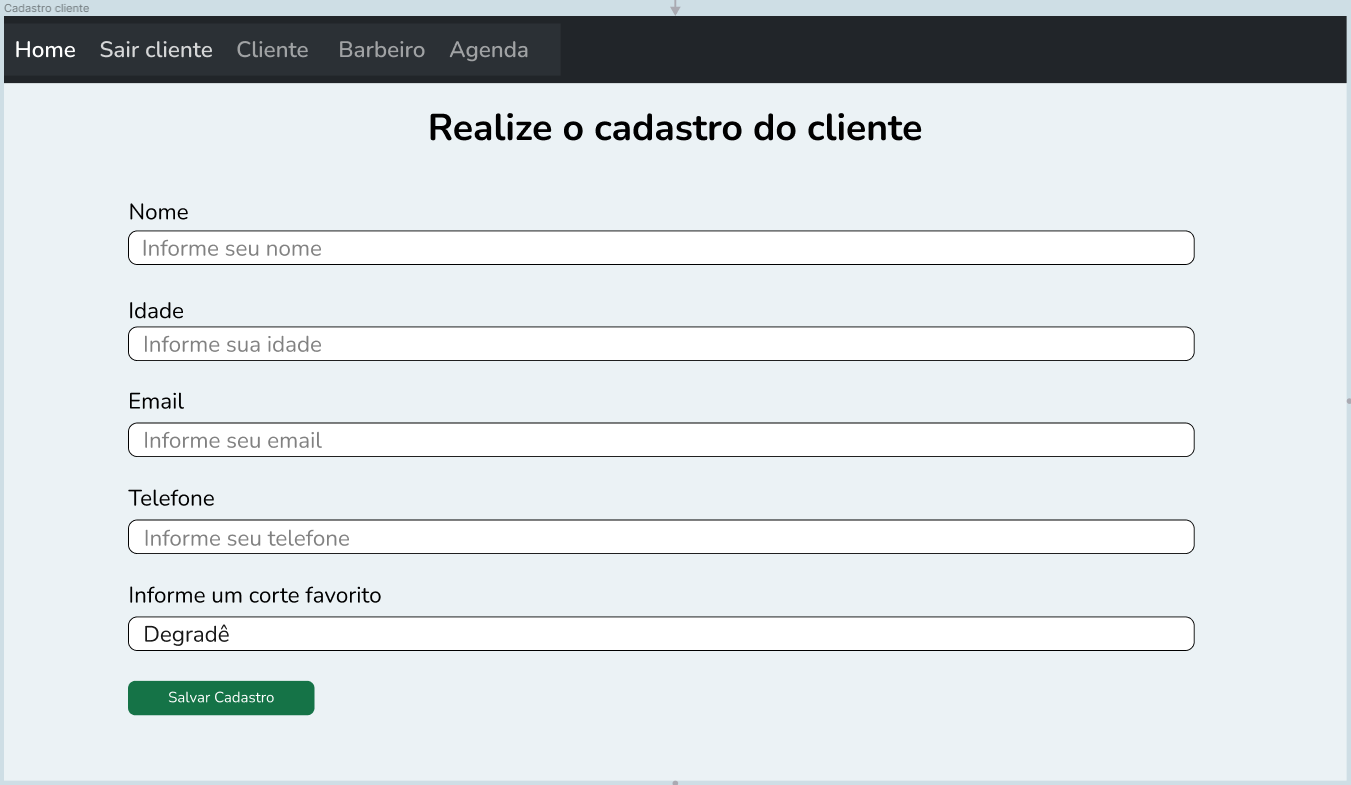 Cadastro cliente
Home Sair cliente Cliente Barbeiro Agenda
Realize o cadastro do cliente
Nome
Informe seu nome
Idade
Informe sua idade
Email
Informe seu email
Telefone
Informe seu telefone
Informe um corte favorito
Degradê
Salvar Cadastro